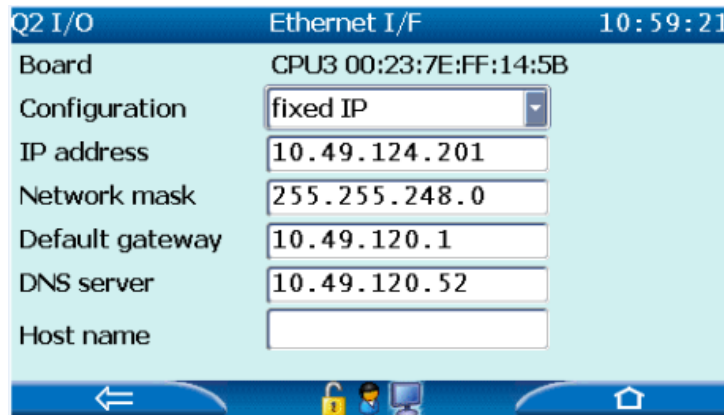 Q2 I/O Ethernet I/F 10:59:21
Board CPU3 00:23:7E:FF:14:5B
Configuration fixed IP
IP address 10.49.124.201
Network mask 255.255.248.0
Default gateway 10.49.120.1
DNS server 10.49.120.52
Host name